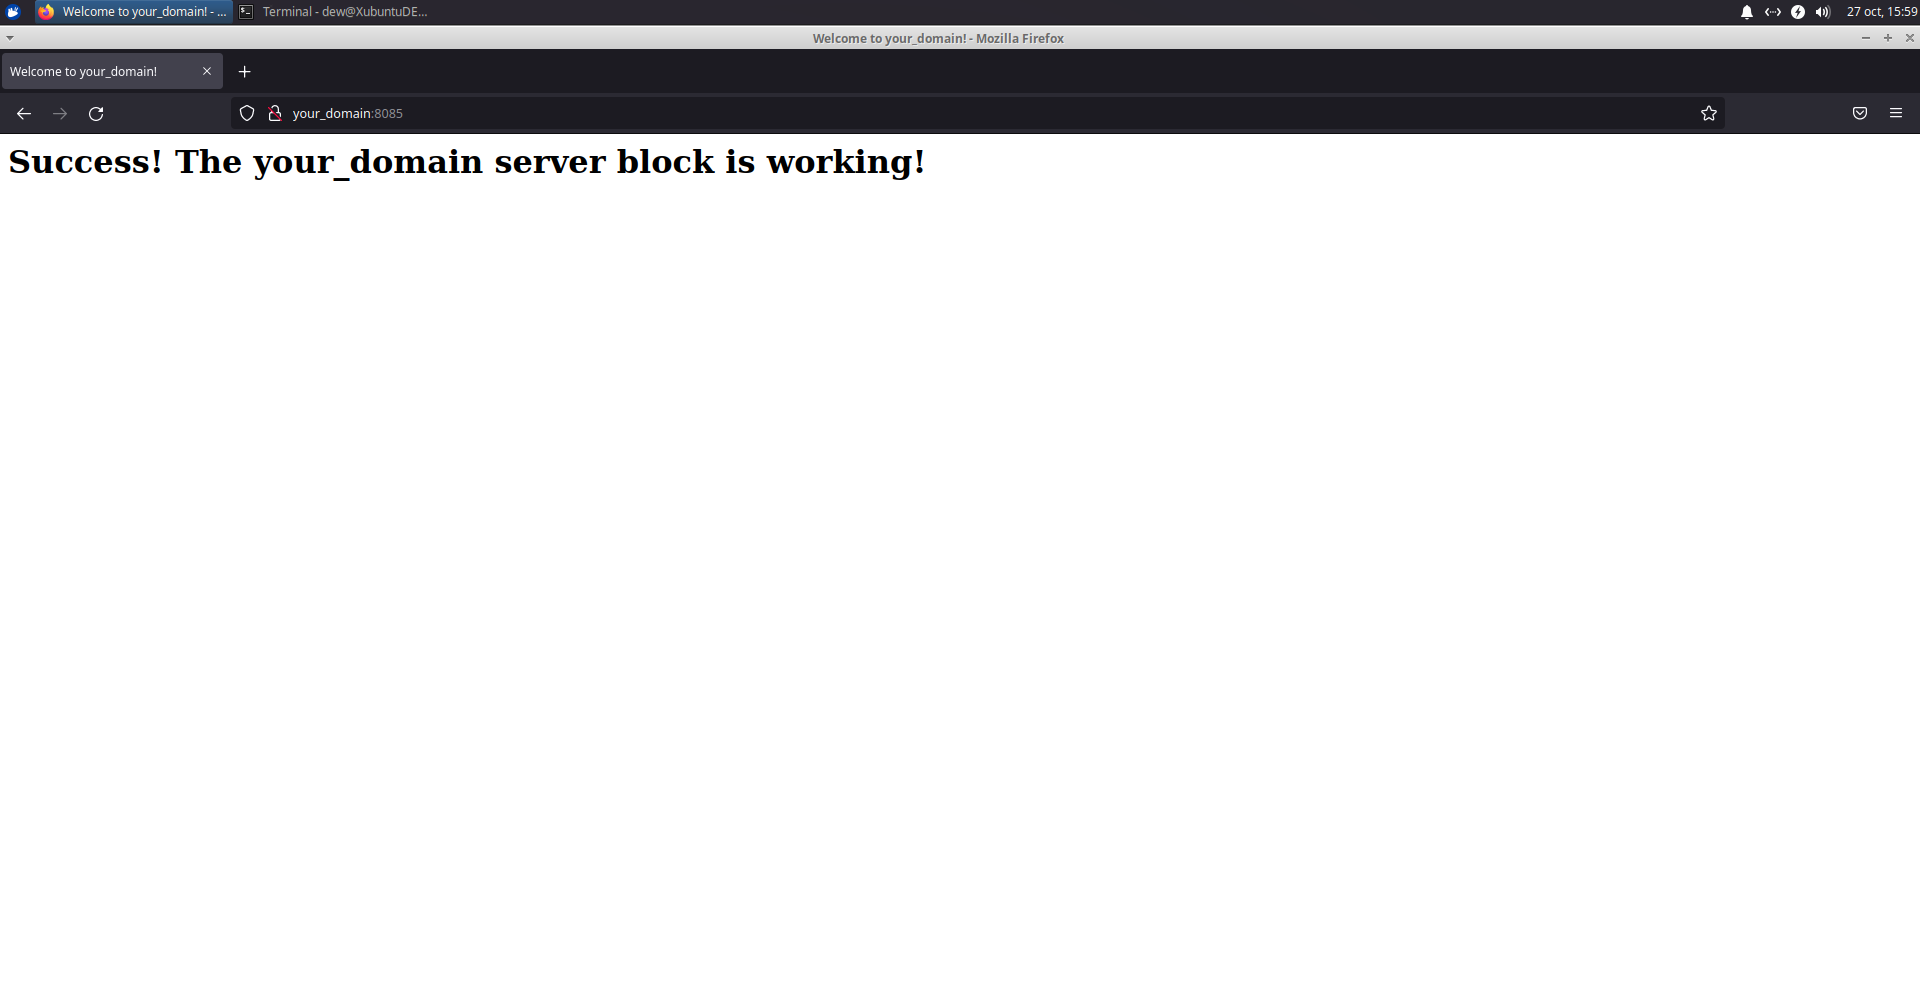 Welcome to your_domain! - ...
Terminal - dew@XubuntuDE...
27 oct, 15:59
Welcome to your_domain! - Mozilla Firefox
Welcome to your_domain!
your_domain:8085
Success! The your_domain server block is working!